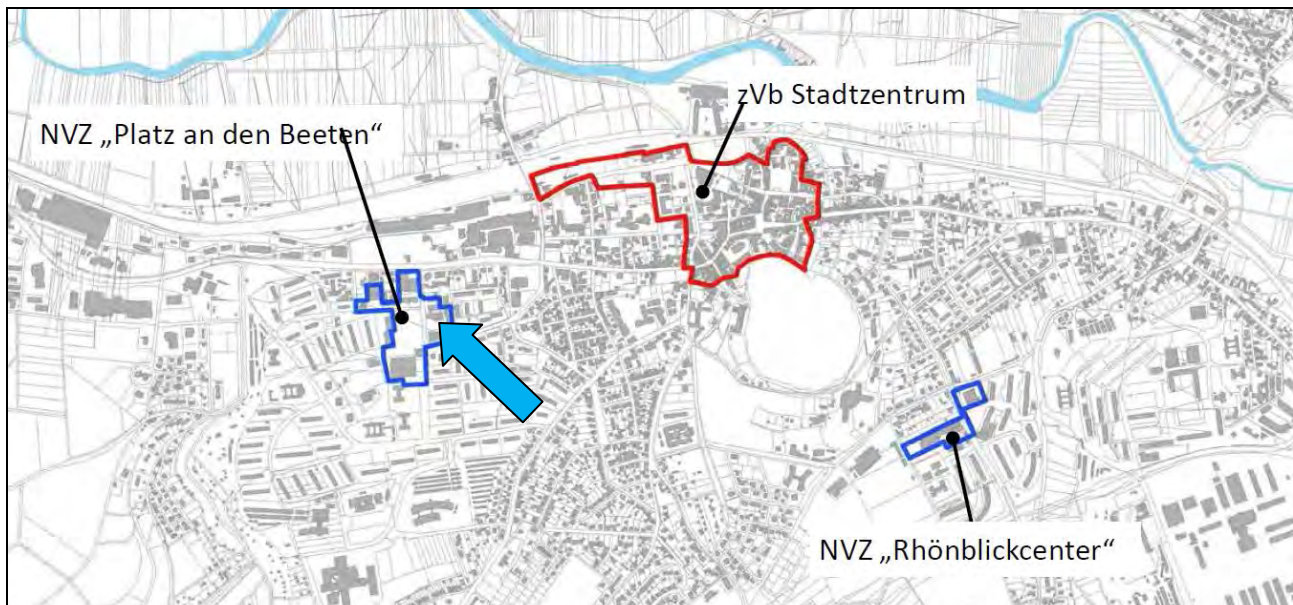 zVb Stadtzentrum
NVZ „Platz an den Beeten“
NVZ „Rhönblickcenter“